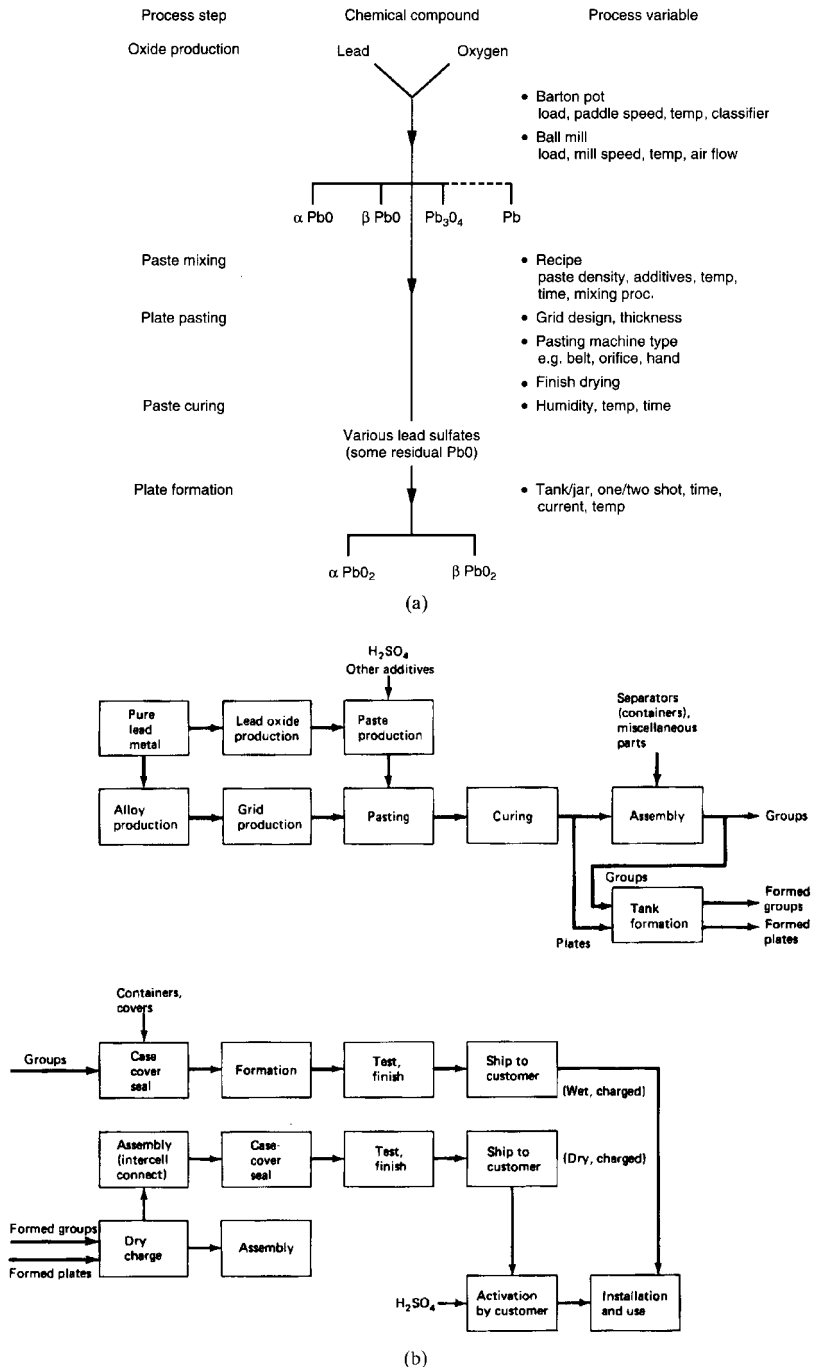 Process step Chemical compound Process variable
Oxide production Lead Oxygen
• Barton pot
load, paddle speed, temp, classifier
• Ball mill
load, mill speed, temp, air flow
α Pb0 β Pb0 Pb₃0₄ Pb
Paste mixing • Recipe
paste density, additives, temp,
time, mixing proc.
Plate pasting • Grid design, thickness
• Pasting machine type
e.g. belt, orifice, hand
• Finish drying
Paste curing • Humidity, temp, time
Various lead sulfates
(some residual Pb0)
Plate formation • Tank/jar, one/two shot, time,
current, temp
α Pb0₂ β Pb0₂
(a)
H₂SO₄
Other additives
Separators
(containers),
miscellaneous
parts
Pure
lead
metal
Lead oxide
production
Paste
production
Alloy
production
Grid
production
Pasting
Curing
Assembly
Groups
Groups
Tank
formation
Formed
groups
Formed
plates
Plates
Containers,
covers
Groups
Case
cover
seal
Formation
Test,
finish
Ship to
customer
(Wet, charged)
Assembly
(intercell
connect)
Case-
cover
seal
Test,
finish
Ship to
customer
(Dry, charged)
Formed groups
Formed plates
Dry
charge
Assembly
H₂SO₄
Activation
by customer
Installation
and use
(b)